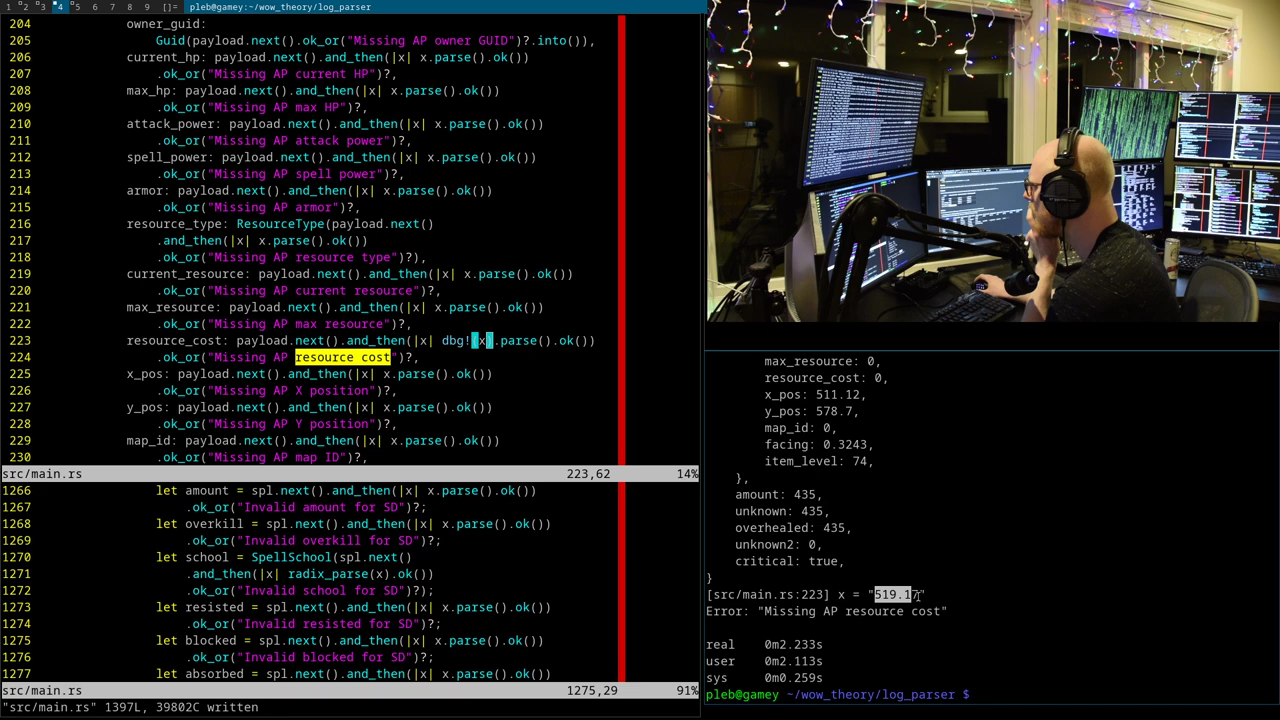 1 2 3 4 5 6 7 8 9 []= pleb@gamey:~/wow_theory/log_parser
204 owner_guid:
205 Guid(payload.next().ok_or("Missing AP owner GUID")?.into()),
206 current_hp: payload.next().and_then(|x| x.parse().ok())
207 .ok_or("Missing AP current HP")?,
208 max_hp: payload.next().and_then(|x| x.parse().ok())
209 .ok_or("Missing AP max HP")?,
210 attack_power: payload.next().and_then(|x| x.parse().ok())
211 .ok_or("Missing AP attack power")?,
212 spell_power: payload.next().and_then(|x| x.parse().ok())
213 .ok_or("Missing AP spell power")?,
214 armor: payload.next().and_then(|x| x.parse().ok())
215 .ok_or("Missing AP armor")?,
216 resource_type: ResourceType(payload.next()
217 .and_then(|x| x.parse().ok())
218 .ok_or("Missing AP resource type")?),
219 current_resource: payload.next().and_then(|x| x.parse().ok())
220 .ok_or("Missing AP current resource")?,
221 max_resource: payload.next().and_then(|x| x.parse().ok())
222 .ok_or("Missing AP max resource")?,
223 resource_cost: payload.next().and_then(|x| dbg!(x).parse().ok())
224 .ok_or("Missing AP resource cost")?,
225 x_pos: payload.next().and_then(|x| x.parse().ok())
226 .ok_or("Missing AP X position")?,
227 y_pos: payload.next().and_then(|x| x.parse().ok())
228 .ok_or("Missing AP Y position")?,
229 map_id: payload.next().and_then(|x| x.parse().ok())
230 .ok_or("Missing AP map ID")?,
src/main.rs 223,62 14%
1266 let amount = spl.next().and_then(|x| x.parse().ok())
1267 .ok_or("Invalid amount for SD")?;
1268 let overkill = spl.next().and_then(|x| x.parse().ok())
1269 .ok_or("Invalid overkill for SD")?;
1270 let school = SpellSchool(spl.next()
1271 .and_then(|x| radix_parse(x).ok())
1272 .ok_or("Invalid school for SD")?);
1273 let resisted = spl.next().and_then(|x| x.parse().ok())
1274 .ok_or("Invalid resisted for SD")?;
1275 let blocked = spl.next().and_then(|x| x.parse().ok())
1276 .ok_or("Invalid blocked for SD")?;
1277 let absorbed = spl.next().and_then(|x| x.parse().ok())
src/main.rs 1275,29 91%
"src/main.rs" 1397L, 39802C written
max_resource: 0,
resource_cost: 0,
x_pos: 511.12,
y_pos: 578.7,
map_id: 0,
facing: 0.3243,
item_level: 74,
},
amount: 435,
unknown: 435,
overhealed: 435,
unknown2: 0,
critical: true,
}
[src/main.rs:223] x = "519.17"
Error: "Missing AP resource cost"
real 0m2.233s
user 0m2.113s
sys 0m0.259s
pleb@gamey ~/wow_theory/log_parser $